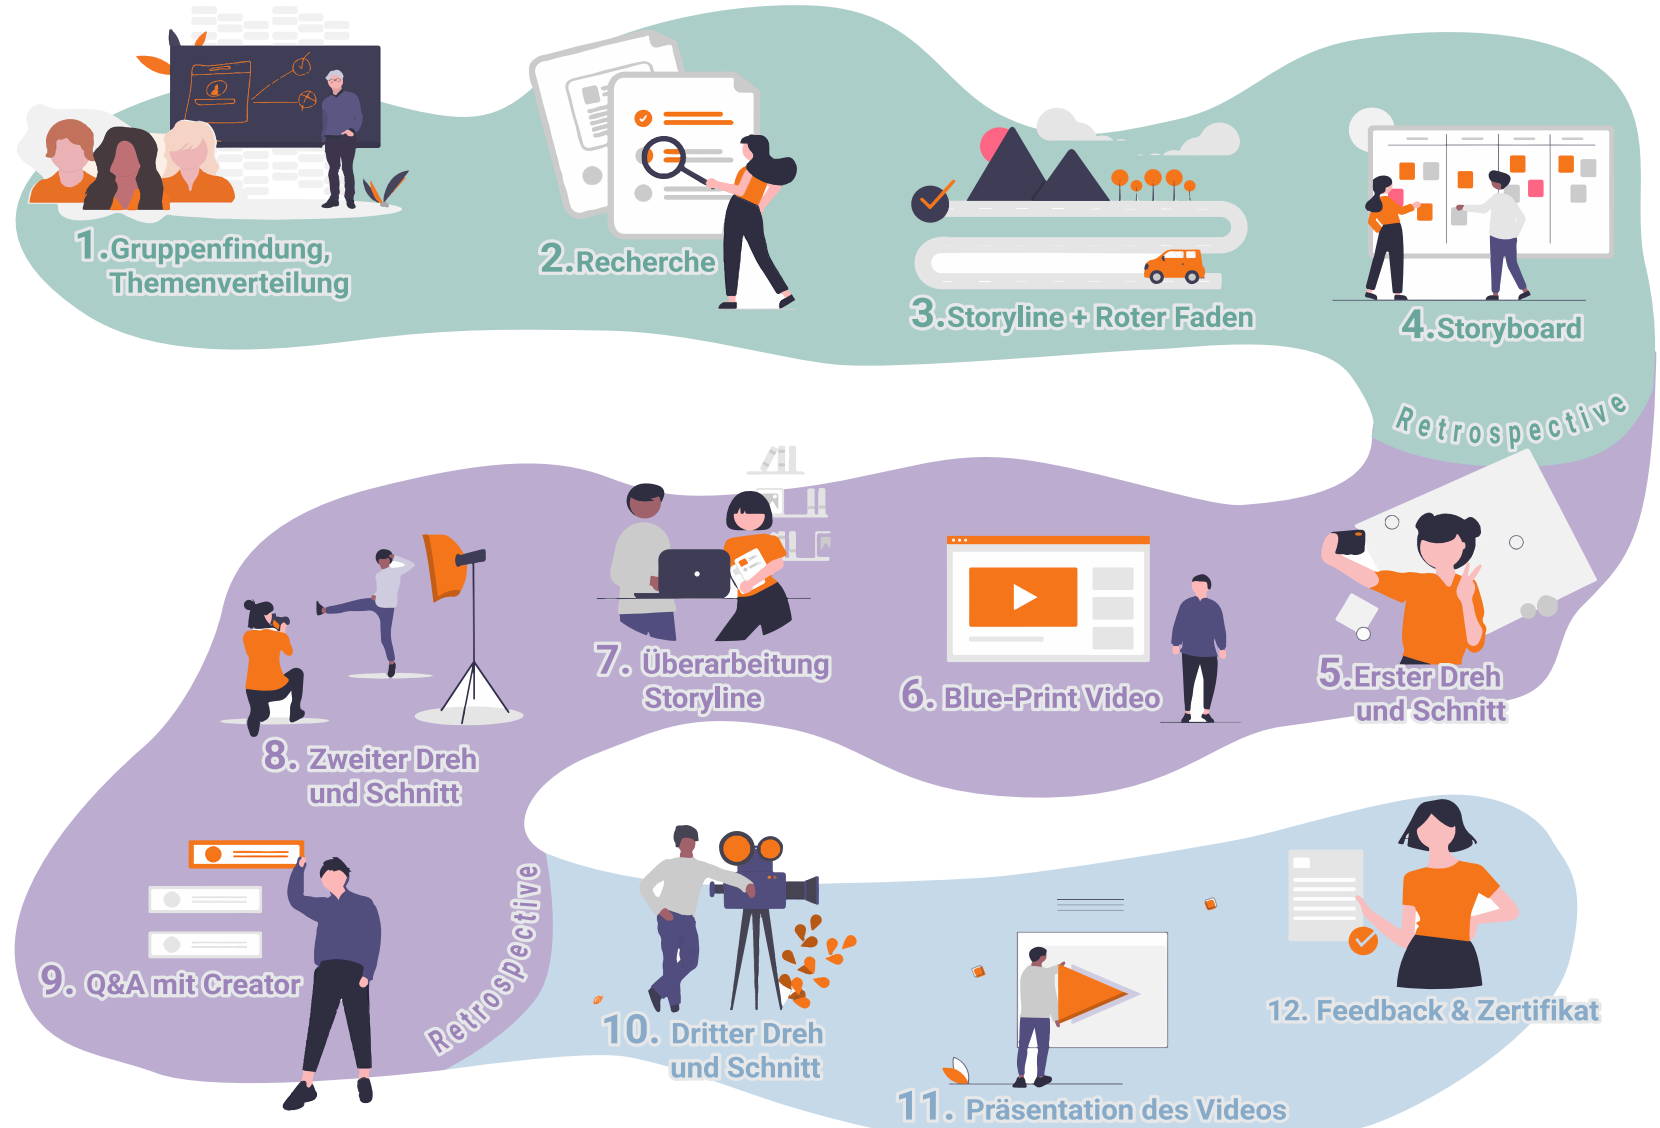 1.Gruppenfindung,
Themenverteilung
2.Recherche
3.Storyline + Roter Faden
4.Storyboard
Retrospective
5.Erster Dreh
und Schnitt
6. Blue-Print Video
7. Überarbeitung
Storyline
8. Zweiter Dreh
und Schnitt
9. Q&A mit Creator
Retrospective
10. Dritter Dreh
und Schnitt
11. Präsentation des Videos
12. Feedback & Zertifikat